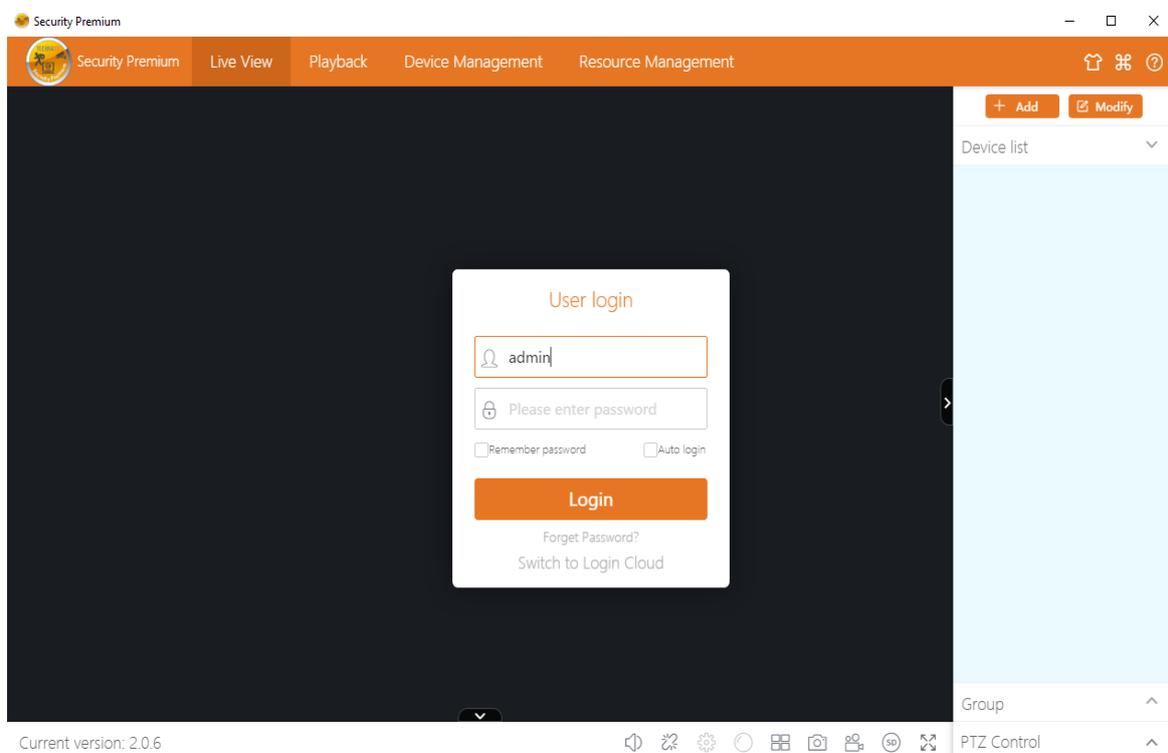 Security Premium
Security Premium Live View Playback Device Management Resource Management
+ Add Modify
Device list
User login
admin
Please enter password
Remember password Auto login
Login
Forget Password?
Switch to Login Cloud
Group
Current version: 2.0.6 SD PTZ Control